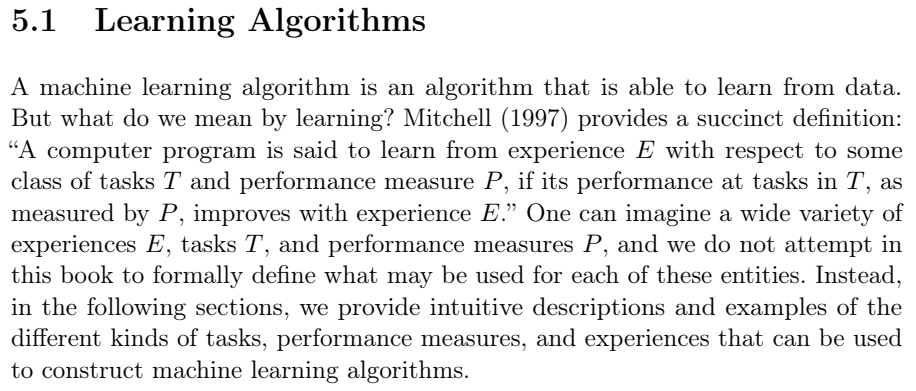 5.1 Learning Algorithms
A machine learning algorithm is an algorithm that is able to learn from data.
But what do we mean by learning? Mitchell (1997) provides a succinct definition:
“A computer program is said to learn from experience E with respect to some
class of tasks T and performance measure P, if its performance at tasks in T, as
measured by P, improves with experience E.” One can imagine a wide variety of
experiences E, tasks T, and performance measures P, and we do not attempt in
this book to formally define what may be used for each of these entities. Instead,
in the following sections, we provide intuitive descriptions and examples of the
different kinds of tasks, performance measures, and experiences that can be used
to construct machine learning algorithms.